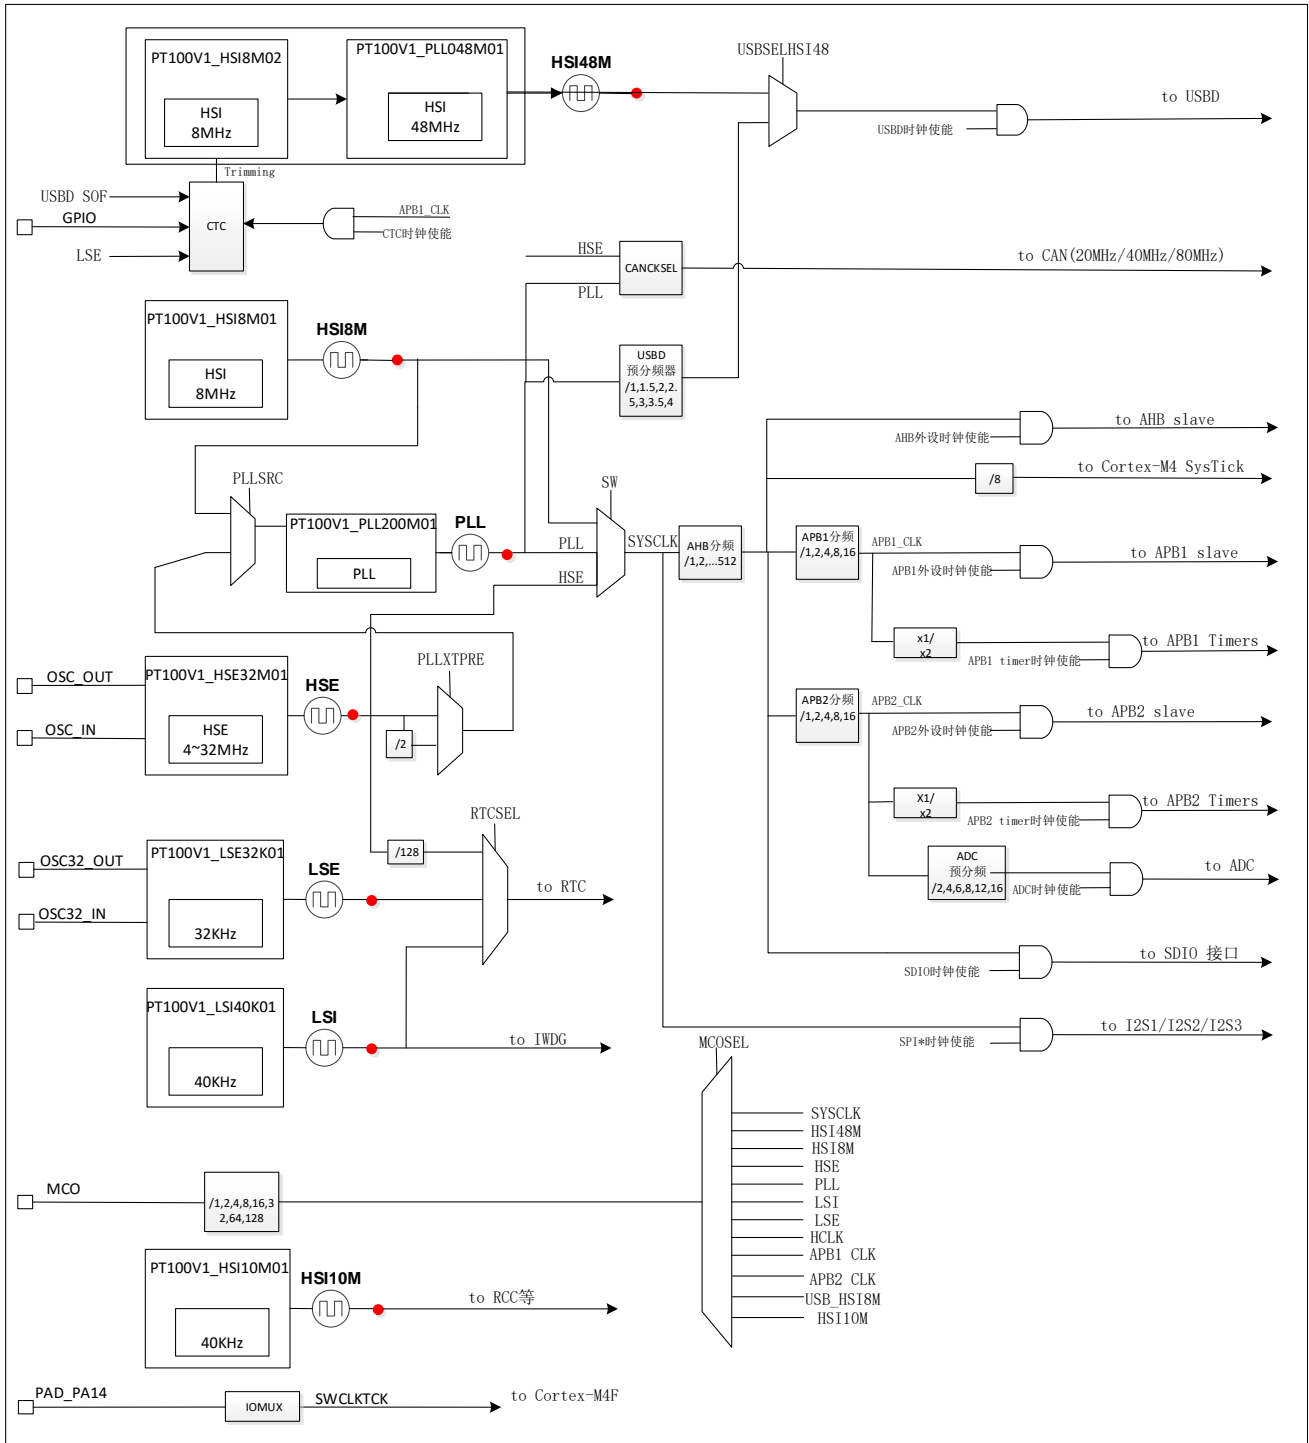 PT100V1_HSI8M02
HSI
8MHz
PT100V1_PLL048M01
HSI
48MHz
HSI48M
USBSELHSI48
to USBD
USBD时钟使能
Trimming
USBD SOF
GPIO
LSE
CTC
APB1_CLK
CTC时钟使能
HSE
PLL
CANCKSEL
to CAN(20MHz/40MHz/80MHz)
PT100V1_HSI8M01
HSI
8MHz
HSI8M
USBD
预分频器
/1,1.5,2,2.
5,3,3.5,4
to AHB slave
AHB外设时钟使能
/8
to Cortex-M4 SysTick
PLLSRC
PT100V1_PLL200M01
PLL
PLL
SW
PLL
HSE
SYSCLK
AHB分频
/1,2,...512
APB1分频
/1,2,4,8,16
APB1_CLK
APB1外设时钟使能
to APB1 slave
x1/
x2
APB1 timer时钟使能
to APB1 Timers
OSC_OUT
OSC_IN
PT100V1_HSE32M01
HSE
4~32MHz
HSE
PLLXTPRE
/2
APB2分频
/1,2,4,8,16
APB2_CLK
APB2外设时钟使能
to APB2 slave
X1/
x2
APB2 timer时钟使能
to APB2 Timers
ADC
预分频
/2,4,6,8,12,16
ADC时钟使能
to ADC
OSC32_OUT
OSC32_IN
PT100V1_LSE32K01
32KHz
LSE
/128
RTCSEL
to RTC
SDIO时钟使能
to SDIO 接口
PT100V1_LSI40K01
40KHz
LSI
to IWDG
SPI*时钟使能
to I2S1/I2S2/I2S3
MCOSEL
SYSCLK
HSI48M
HSI8M
HSE
PLL
LSI
LSE
HCLK
APB1 CLK
APB2 CLK
USB_HSI8M
HSI10M
MCO
/1,2,4,8,16,3
2,64,128
PT100V1_HSI10M01
40KHz
HSI10M
to RCC等
PAD_PA14
IOMUX
SWCLKTCK
to Cortex-M4F